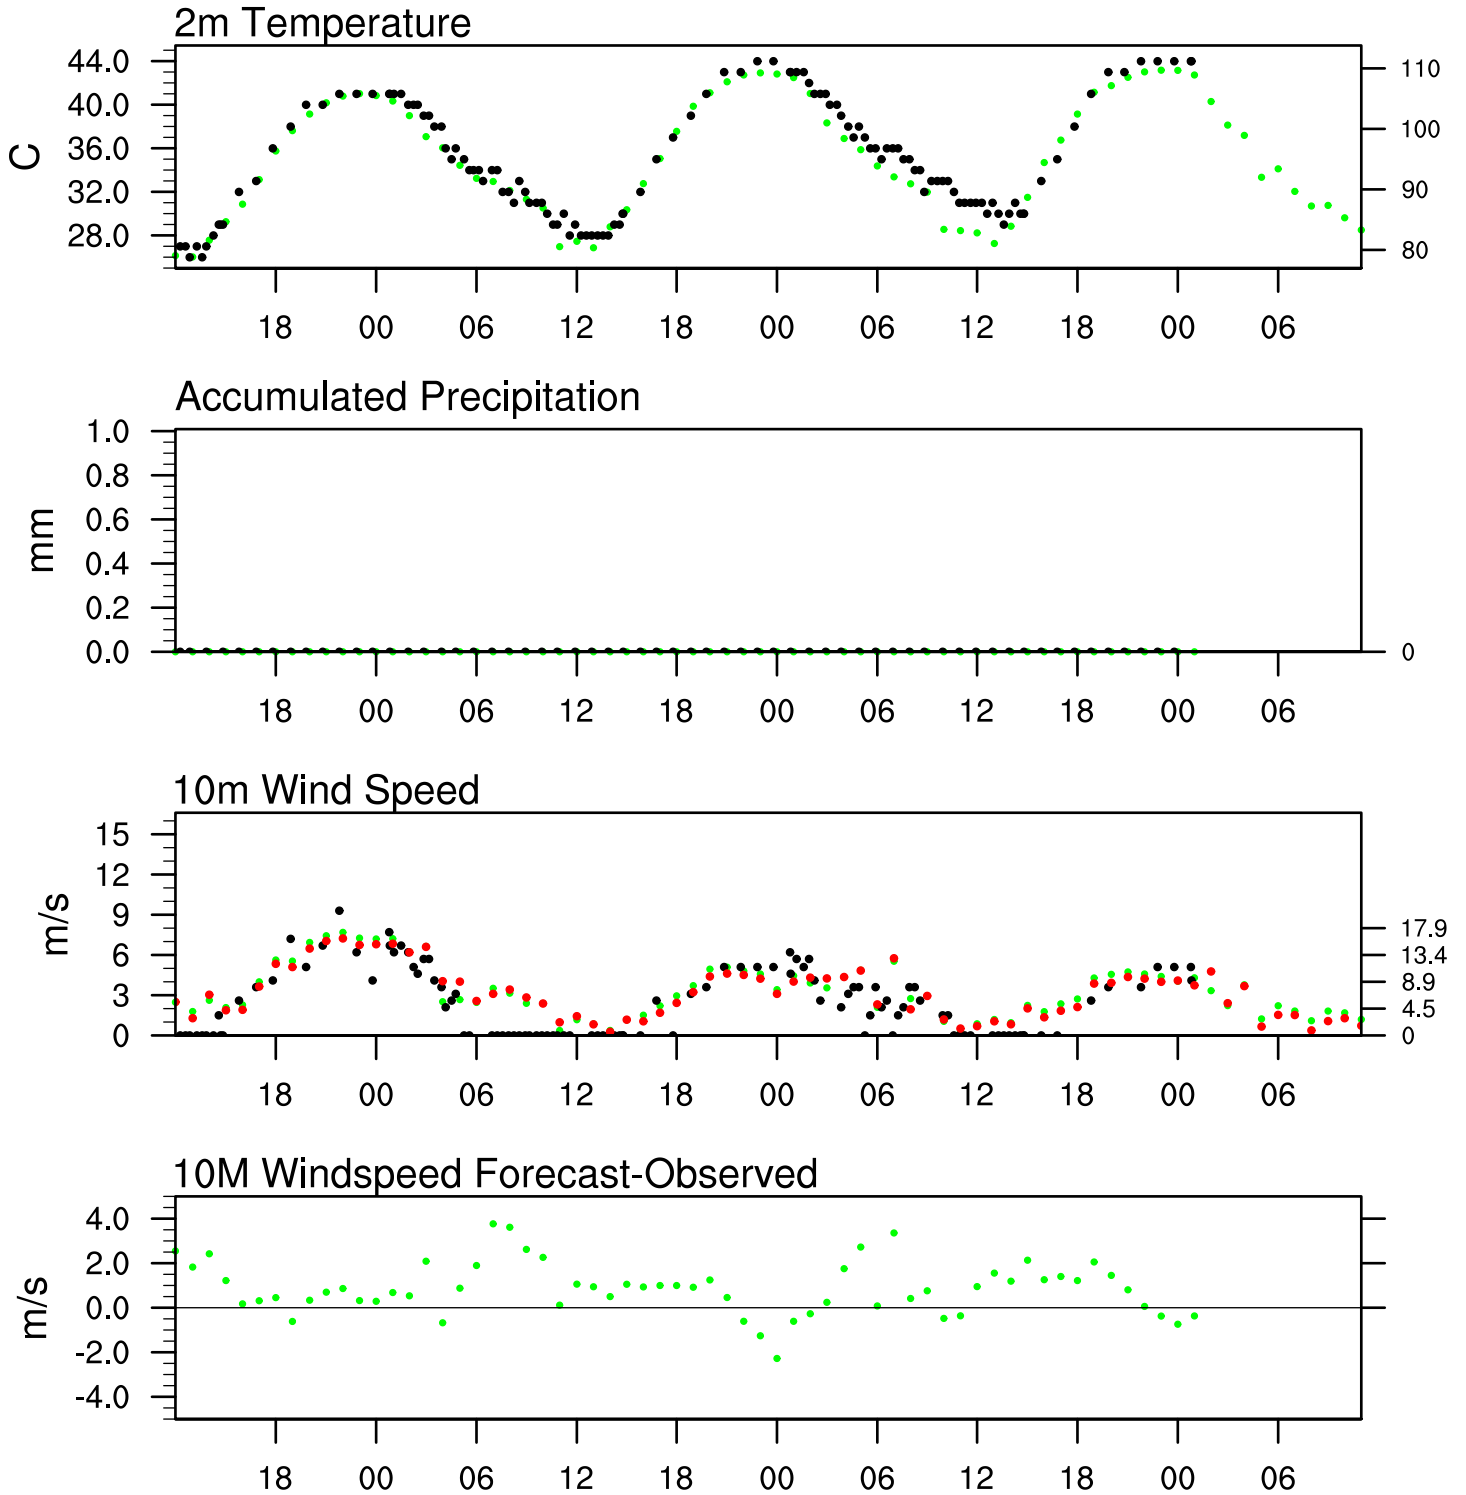 2m Temperature
44.0
40.0
36.0
32.0
28.0
C
110
100
90
80
18 00 06 12 18 00 06 12 18 00 06
Accumulated Precipitation
1.0
0.8
0.6
0.4
0.2
0.0
mm
0
18 00 06 12 18 00 06 12 18 00 06
10m Wind Speed
15
12
9
6
3
0
m/s
17.9
13.4
8.9
4.5
0
18 00 06 12 18 00 06 12 18 00 06
10M Windspeed Forecast-Observed
4.0
2.0
0.0
-2.0
-4.0
m/s
18 00 06 12 18 00 06 12 18 00 06